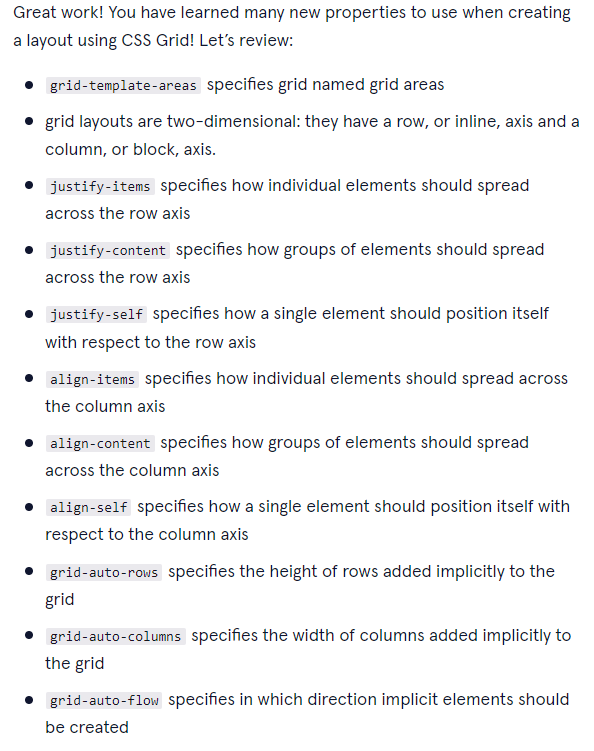 Great work! You have learned many new properties to use when creating
a layout using CSS Grid! Let’s review:
grid-template-areas specifies grid named grid areas
grid layouts are two-dimensional: they have a row, or inline, axis and a
column, or block, axis.
justify-items specifies how individual elements should spread
across the row axis
justify-content specifies how groups of elements should spread
across the row axis
justify-self specifies how a single element should position itself
with respect to the row axis
align-items specifies how individual elements should spread across
the column axis
align-content specifies how groups of elements should spread
across the column axis
align-self specifies how a single element should position itself with
respect to the column axis
grid-auto-rows specifies the height of rows added implicitly to the
grid
grid-auto-columns specifies the width of columns added implicitly to
the grid
grid-auto-flow specifies in which direction implicit elements should
be created